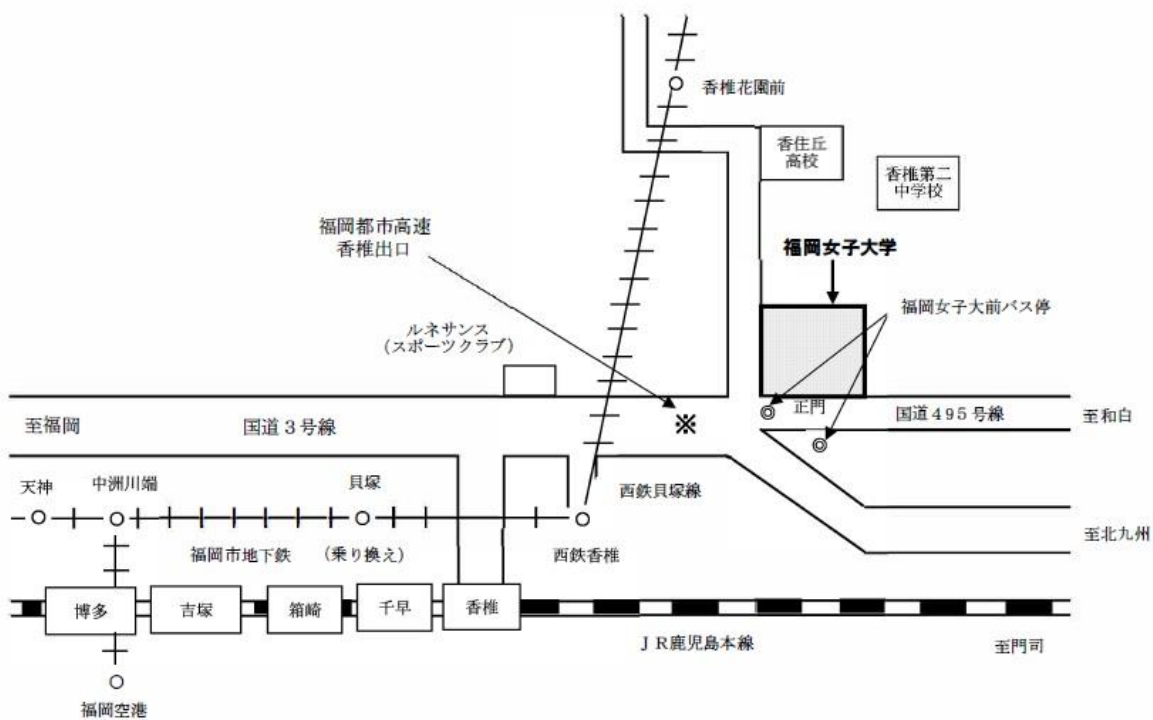 香椎花園前
香住丘
高校
香椎第二
中学校
福岡都市高速
香椎出口
福岡女子大学
福岡女子大前バス停
ルネサンス
(スポーツクラブ)
至福岡
国道3号線
※
正門
国道495号線
至和白
天神
中洲川端
貝塚
西鉄貝塚線
福岡市地下鉄
(乗り換え)
西鉄香椎
至北九州
博多
吉塚
箱崎
千早
香椎
JR鹿児島本線
至門司
福岡空港